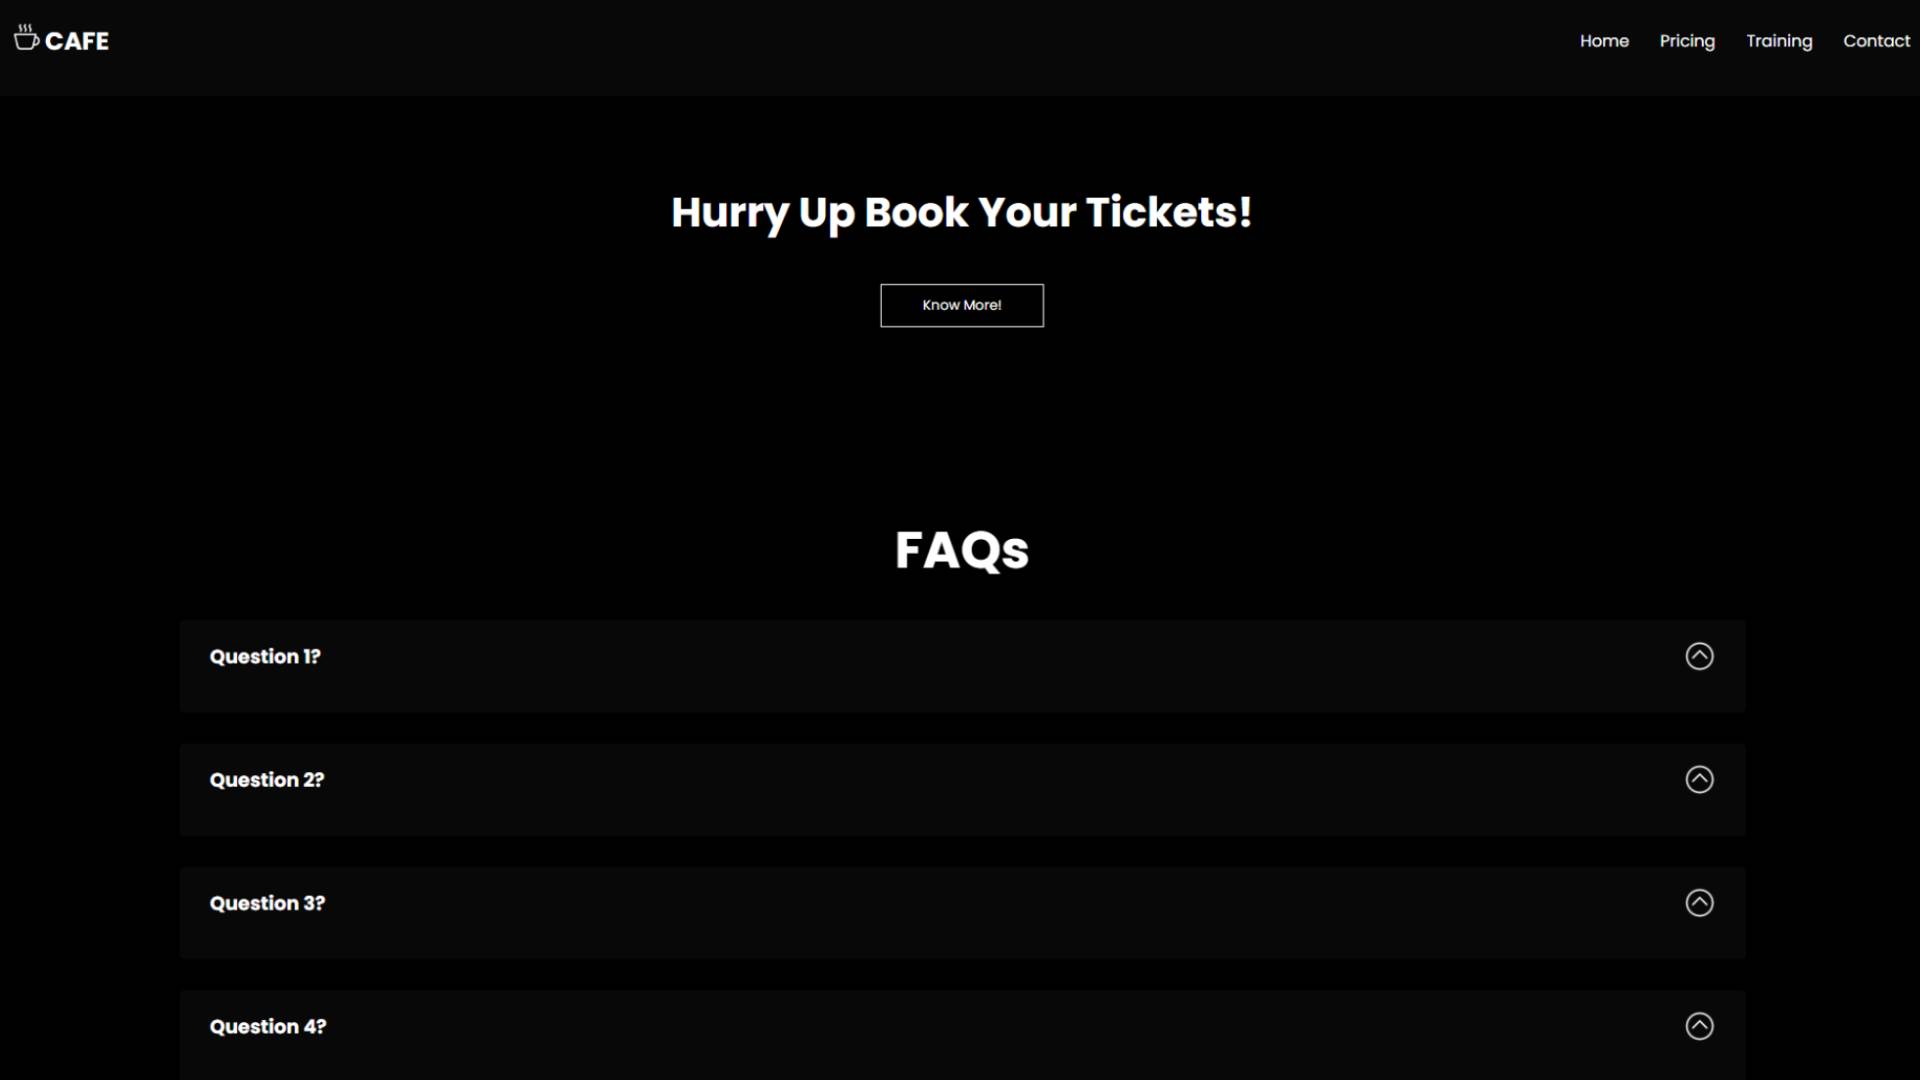 CAFE
Home Pricing Training Contact
Hurry Up Book Your Tickets!
Know More!
FAQs
Question 1?
Question 2?
Question 3?
Question 4?